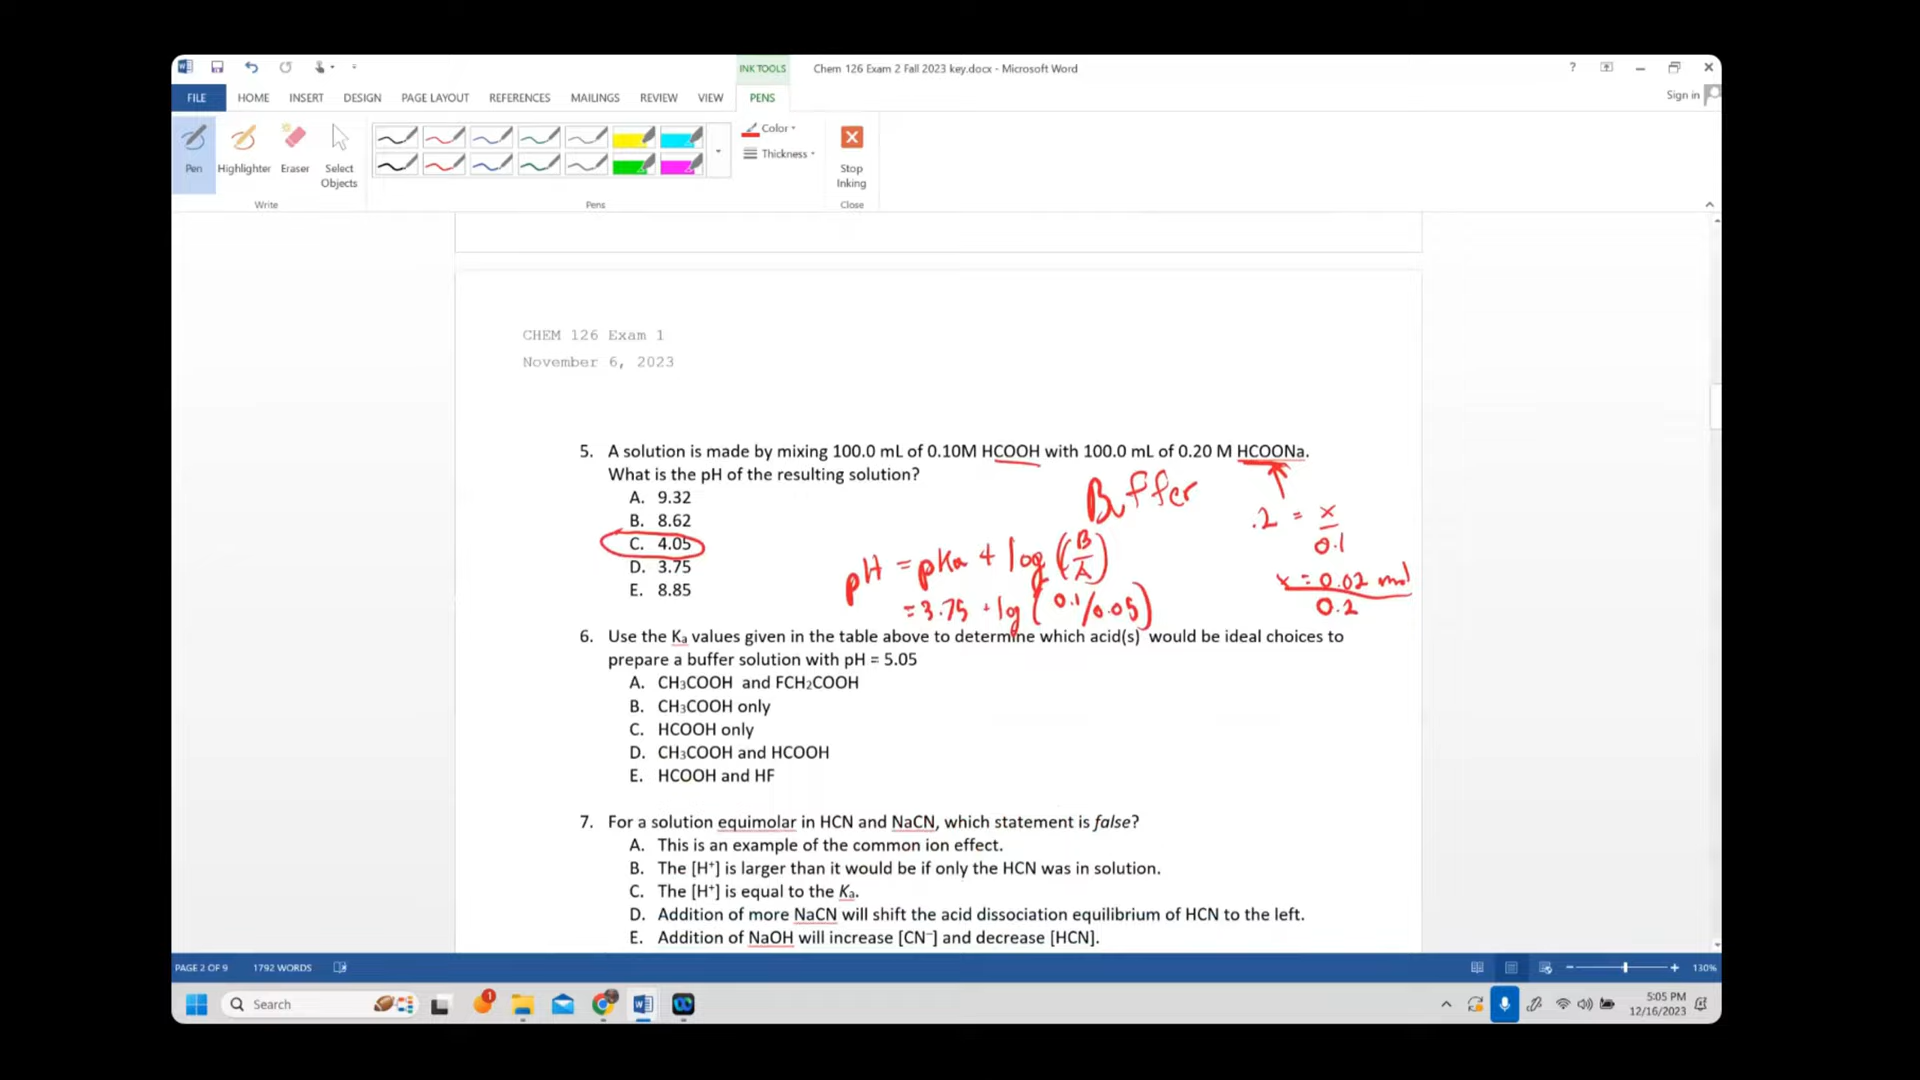 INK TOOLS
Chem 126 Exam 2 Fall 2023 key.docx - Microsoft Word
?
FILE HOME INSERT DESIGN PAGE LAYOUT REFERENCES MAILINGS REVIEW VIEW PENS
Sign in
Color
Thickness
Pen Highlighter Eraser Select Objects
Stop Inking
Write Pens Close
CHEM 126 Exam 1
November 6, 2023
5. A solution is made by mixing 100.0 mL of 0.10M HCOOH with 100.0 mL of 0.20 M HCOONa.
What is the pH of the resulting solution?
A. 9.32
B. 8.62
C. 4.05
D. 3.75
E. 8.85
Buffer
pH = pKa + log (B/A)
= 3.75 + log (0.1/0.05)
.2 = x/0.1
x = 0.02 mol
0.2
6. Use the Ka values given in the table above to determine which acid(s) would be ideal choices to
prepare a buffer solution with pH = 5.05
A. CH3COOH and FCH2COOH
B. CH3COOH only
C. HCOOH only
D. CH3COOH and HCOOH
E. HCOOH and HF
7. For a solution equimolar in HCN and NaCN, which statement is false?
A. This is an example of the common ion effect.
B. The [H+] is larger than it would be if only the HCN was in solution.
C. The [H+] is equal to the Ka.
D. Addition of more NaCN will shift the acid dissociation equilibrium of HCN to the left.
E. Addition of NaOH will increase [CN−] and decrease [HCN].
PAGE 2 OF 9 1792 WORDS
130%
Search
1
5:05 PM
12/16/2023